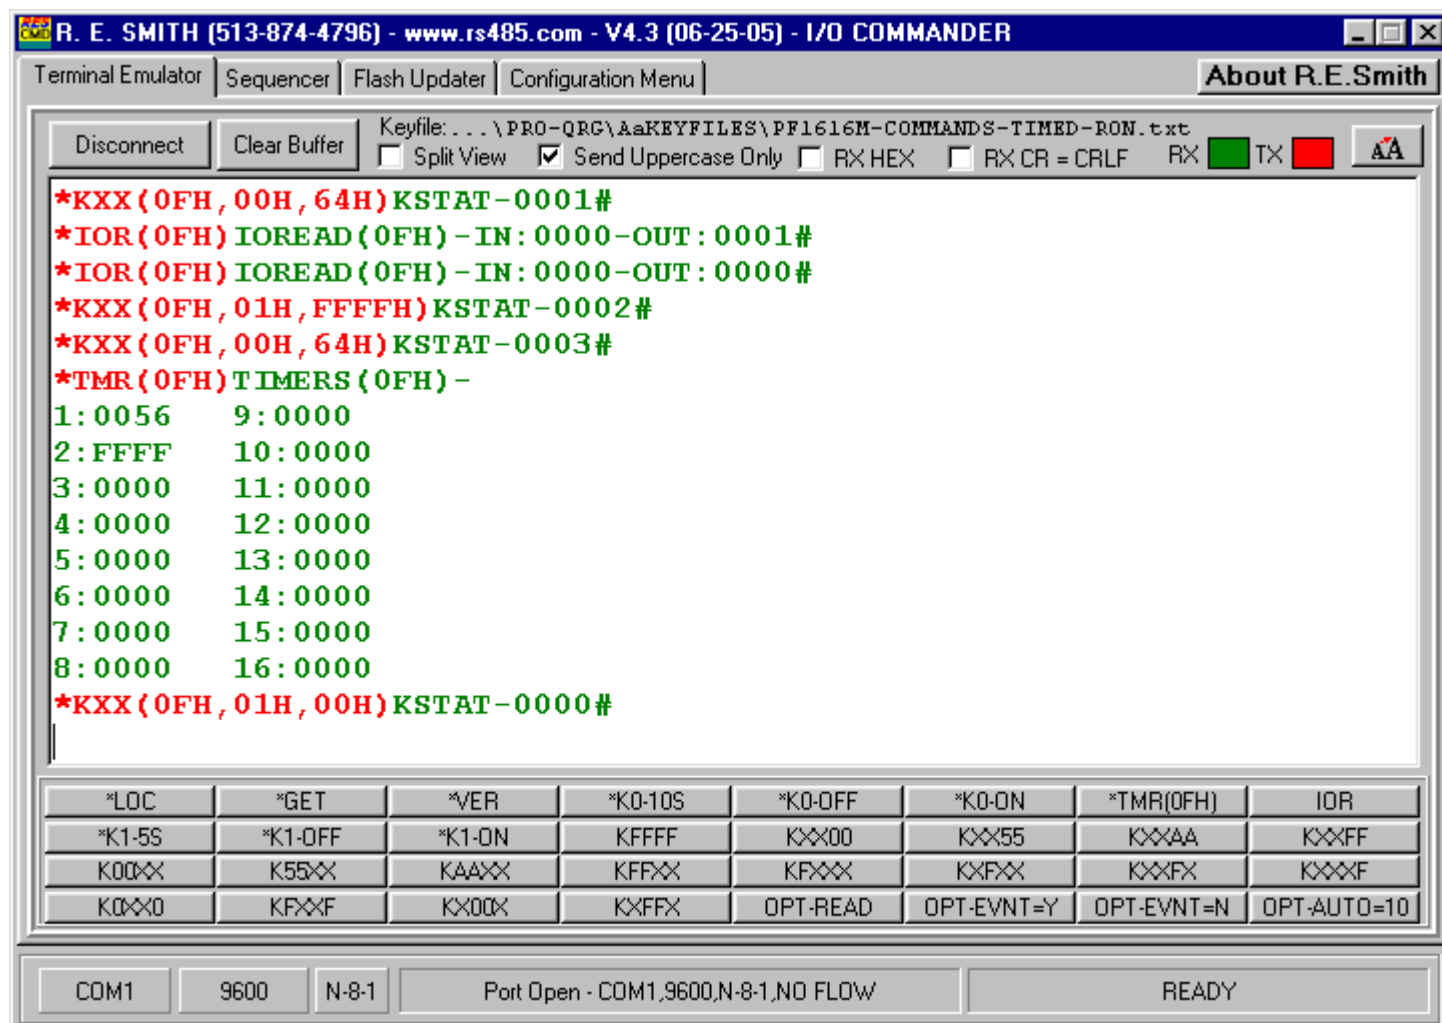 RES CMD R. E. SMITH (513-874-4796) - www.rs485.com - V4.3 (06-25-05) - I/O COMMANDER
Terminal Emulator Sequencer Flash Updater Configuration Menu About R.E.Smith
Disconnect Clear Buffer Keyfile:...\PRO-QRG\AaKEYFILES\PF1616M-COMMANDS-TIMED-RON.txt
Split View Send Uppercase Only RX HEX RX CR = CRLF RX TX AA
*KXX(0FH,00H,64H)KSTAT-0001#
*IOR(0FH)IOREAD(0FH)-IN:0000-OUT:0001#
*IOR(0FH)IOREAD(0FH)-IN:0000-OUT:0000#
*KXX(0FH,01H,FFFFH)KSTAT-0002#
*KXX(0FH,00H,64H)KSTAT-0003#
*TMR(0FH)TIMERS(0FH)-
1:0056 9:0000
2:FFFF 10:0000
3:0000 11:0000
4:0000 12:0000
5:0000 13:0000
6:0000 14:0000
7:0000 15:0000
8:0000 16:0000
*KXX(0FH,01H,00H)KSTAT-0000#
*LOC *GET *VER *K0-10S *K0-OFF *K0-ON *TMR(0FH) IOR
*K1-5S *K1-OFF *K1-ON KFFFF KXX00 KXX55 KXXAA KXXFF
K00XX K55XX KAAXX KFFXX KFXXX KXFXX KXXFX KXXXF
K0XX0 KFXXF KX00X KXFFX OPT-READ OPT-EVNT=Y OPT-EVNT=N OPT-AUTO=10
COM1 9600 N-8-1 Port Open - COM1,9600,N-8-1,NO FLOW READY